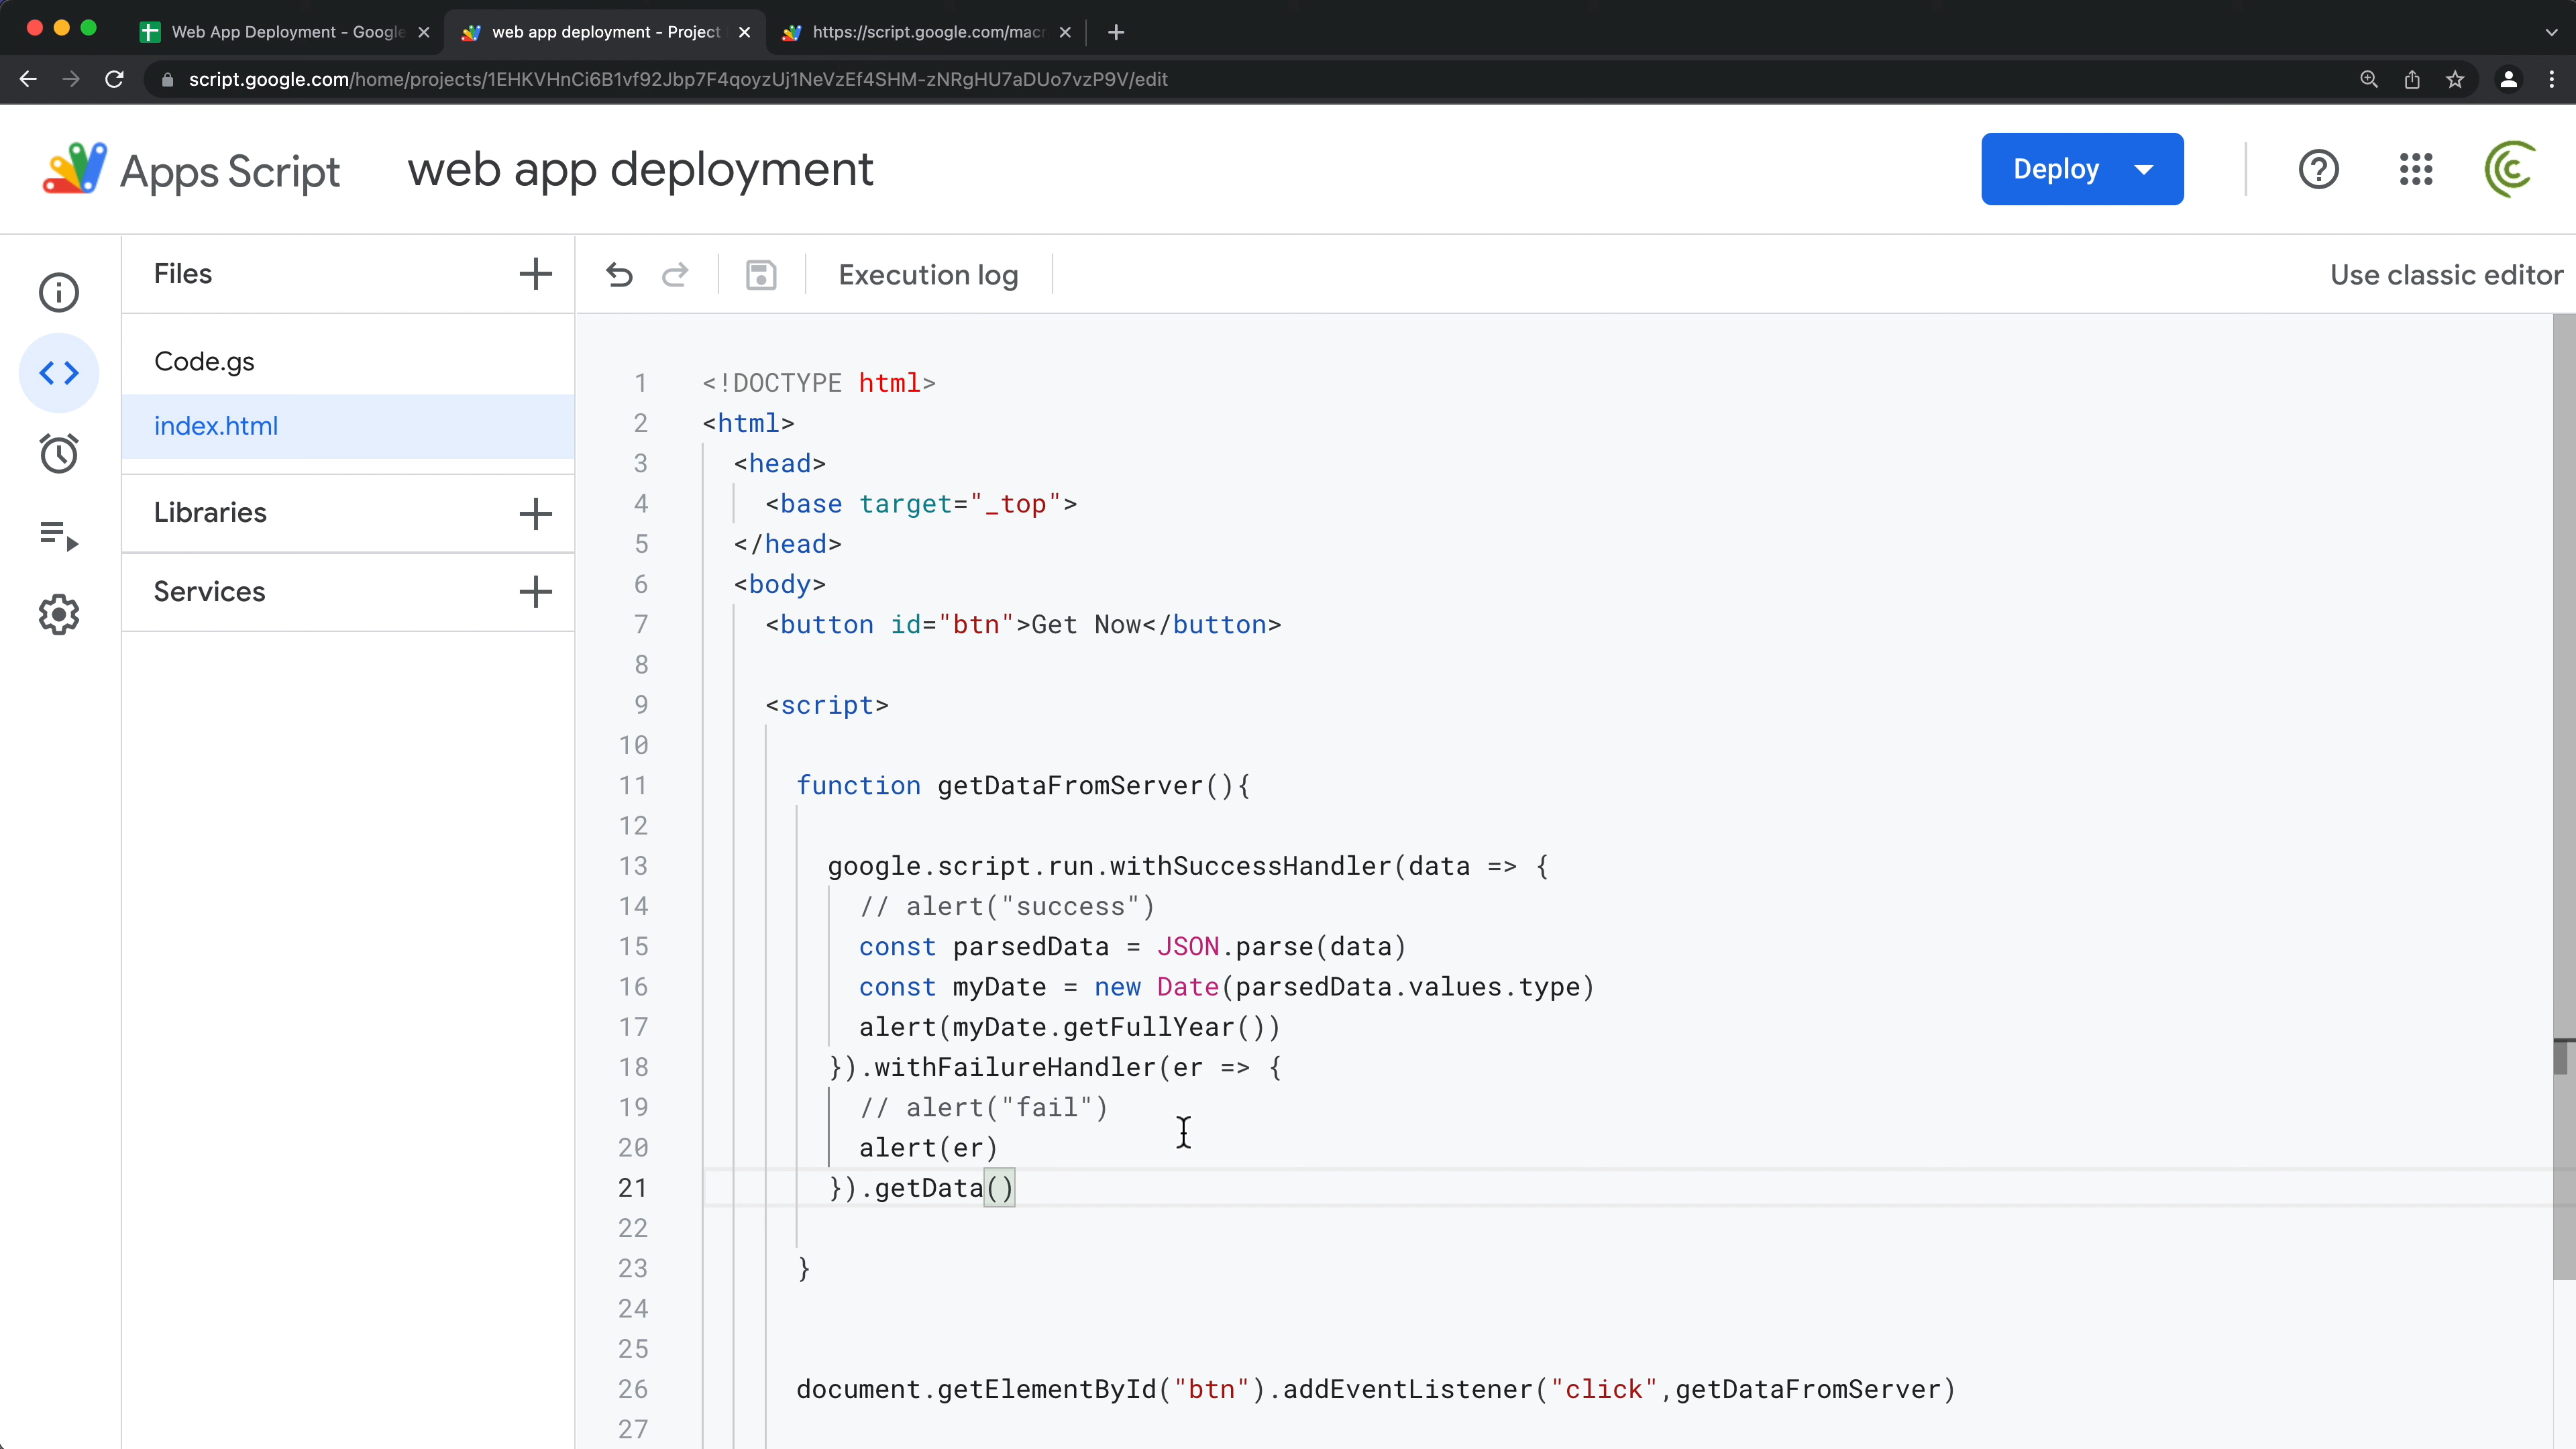 Web App Deployment - Google
web app deployment - Project
https://script.google.com/macr
script.google.com/home/projects/1EHKVHnCi6B1vf92Jbp7F4qoyzUj1NeVzEf4SHM-zNRgHU7aDUo7vzP9V/edit
Apps Script
web app deployment
Deploy
Files
Execution log
Use classic editor
Code.gs
index.html
Libraries
Services
1 <!DOCTYPE html>
2 <html>
3 <head>
4 <base target="_top">
5 </head>
6 <body>
7 <button id="btn">Get Now</button>
8
9 <script>
10
11 function getDataFromServer(){
12
13 google.script.run.withSuccessHandler(data => {
14 // alert("success")
15 const parsedData = JSON.parse(data)
16 const myDate = new Date(parsedData.values.type)
17 alert(myDate.getFullYear())
18 }).withFailureHandler(er => {
19 // alert("fail")
20 alert(er)
21 }).getData()
22
23 }
24
25
26 document.getElementById("btn").addEventListener("click",getDataFromServer)
27